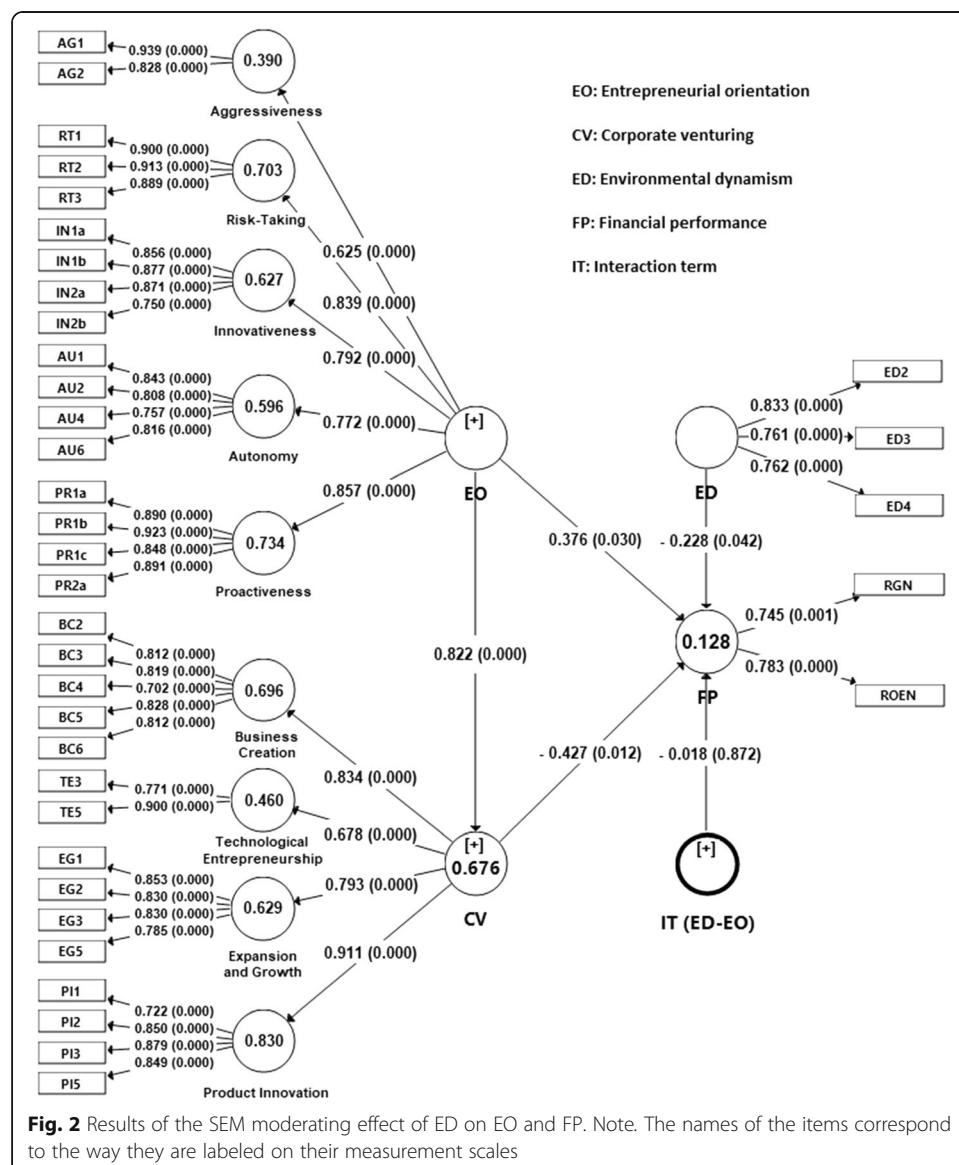 AG1
AG2
0.939 (0.000)
0.828 (0.000)
0.390
Aggressiveness
RT1
RT2
RT3
0.900 (0.000)
0.913 (0.000)
0.889 (0.000)
0.703
Risk-Taking
IN1a
IN1b
IN2a
IN2b
0.856 (0.000)
0.877 (0.000)
0.871 (0.000)
0.750 (0.000)
0.627
Innovativeness
AU1
AU2
AU4
AU6
0.843 (0.000)
0.808 (0.000)
0.757 (0.000)
0.816 (0.000)
0.596
Autonomy
PR1a
PR1b
PR1c
PR2a
0.890 (0.000)
0.923 (0.000)
0.848 (0.000)
0.891 (0.000)
0.734
Proactiveness
BC2
BC3
BC4
BC5
BC6
0.812 (0.000)
0.819 (0.000)
0.702 (0.000)
0.828 (0.000)
0.812 (0.000)
0.696
Business
Creation
TE3
TE5
0.771 (0.000)
0.900 (0.000)
0.460
Technological
Entrepreneurship
EG1
EG2
EG3
EG5
0.853 (0.000)
0.830 (0.000)
0.830 (0.000)
0.785 (0.000)
0.629
Expansion
and Growth
PI1
PI2
PI3
PI5
0.722 (0.000)
0.850 (0.000)
0.879 (0.000)
0.849 (0.000)
0.830
Product Innovation
0.625 (0.000)
0.839 (0.000)
0.792 (0.000)
0.772 (0.000)
0.857 (0.000)
[+]
EO
0.822 (0.000)
0.834 (0.000)
0.678 (0.000)
0.793 (0.000)
0.911 (0.000)
[+]
0.676
CV
EO: Entrepreneurial orientation
CV: Corporate venturing
ED: Environmental dynamism
FP: Financial performance
IT: Interaction term
ED
0.833 (0.000)
0.761 (0.000)
0.762 (0.000)
ED2
ED3
ED4
0.376 (0.030)
- 0.228 (0.042)
0.128
FP
0.745 (0.001)
0.783 (0.000)
RGN
ROEN
- 0.427 (0.012)
- 0.018 (0.872)
[+]
IT (ED-EO)
Fig. 2 Results of the SEM moderating effect of ED on EO and FP. Note. The names of the items correspond
to the way they are labeled on their measurement scales